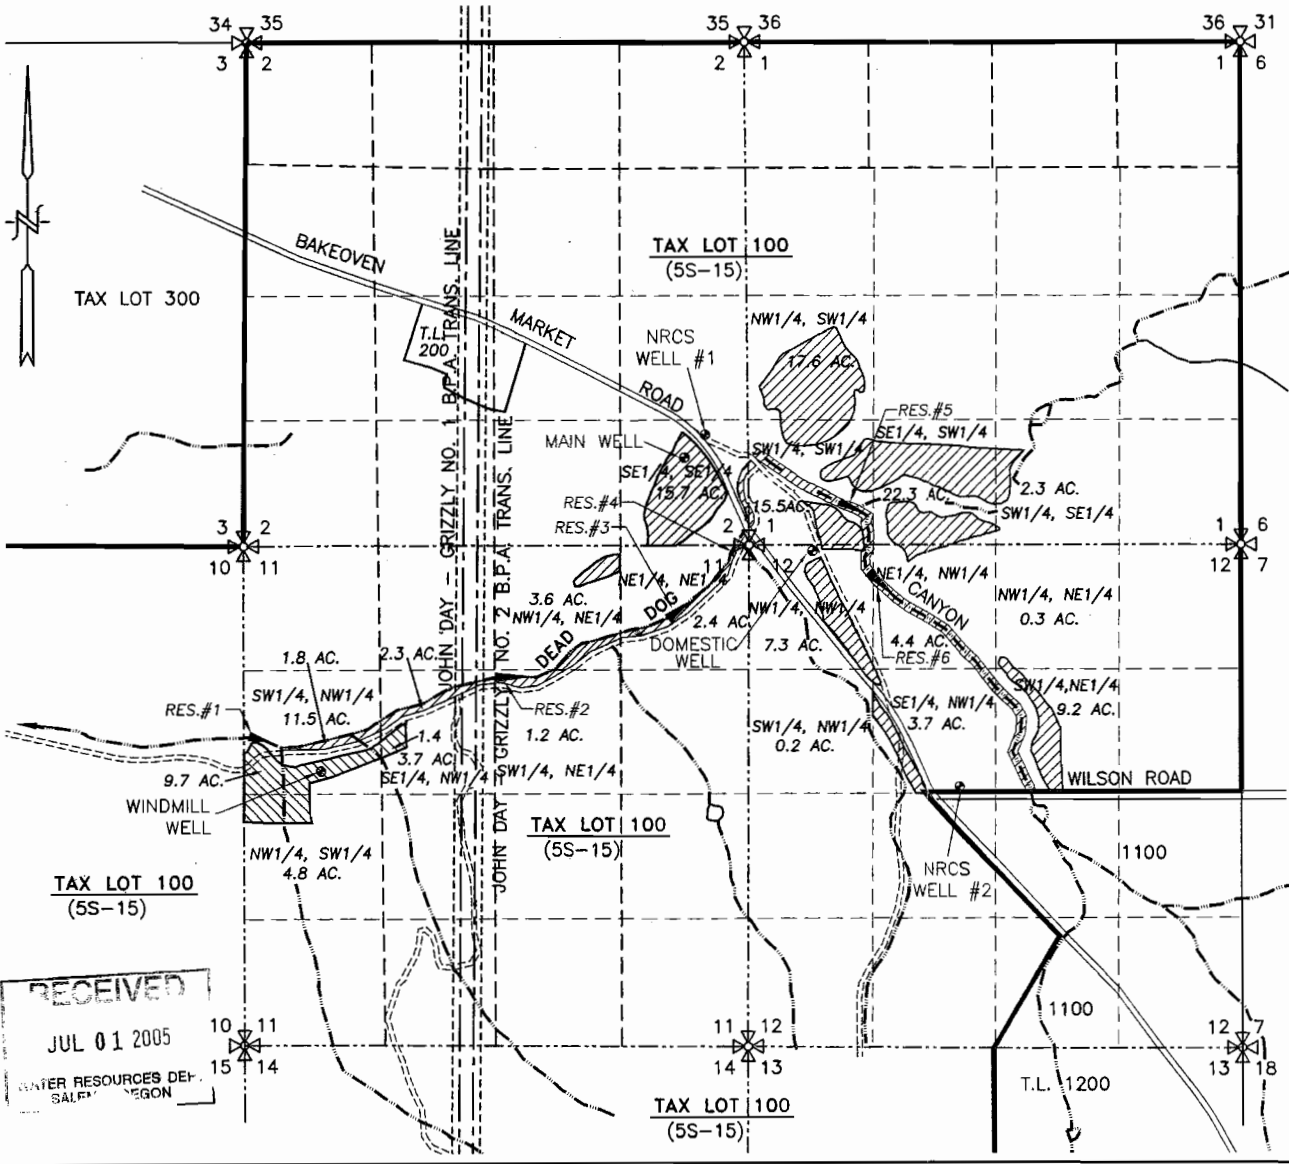 34 35
3 2
35 36
2 1
36 31
1 6
N
BAKEOVEN
MARKET
ROAD
TAX LOT 300
TAX LOT 100
(5S-15)
T.L.
200
JOHN DAY - GRIZZLY NO. 1 B.P.A. TRANS. LINE
JOHN DAY - GRIZZLY NO. 2 B.P.A. TRANS. LINE
NRCS
WELL #1
NW1/4, SW1/4
17.6 AC.
MAIN WELL
SE1/4, SE1/4
15.7 AC.
SW1/4, SW1/4
15.5AC.
RES.#5
SE1/4, SW1/4
22.3 AC.
2.3 AC.
SW1/4, SE1/4
RES.#4
RES.#3
3 2
10 11
2 1
11 12
1 6
12 7
3.6 AC.
NW1/4, NE1/4
NE1/4, NE1/4
2.4 AC.
DEAD DOG CANYON
DOMESTIC
WELL
NW1/4, NW1/4
7.3 AC.
NE1/4, NW1/4
4.4 AC.
RES.#6
NW1/4, NE1/4
0.3 AC.
1.8 AC.
2.3 AC.
SW1/4, NW1/4
11.5 AC.
RES.#1
RES.#2
1.2 AC.
SW1/4, NE1/4
1.4
3.7 AC.
SE1/4, NW1/4
9.7 AC.
WINDMILL
WELL
SW1/4, NW1/4
0.2 AC.
SE1/4, NW1/4
3.7 AC.
SW1/4,NE1/4
9.2 AC.
WILSON ROAD
NRCS
WELL #2
NW1/4, SW1/4
4.8 AC.
TAX LOT 100
(5S-15)
TAX LOT 100
(5S-15)
1100
1100
T.L. 1200
RECEIVED
JUL 01 2005
WATER RESOURCES DEP
SALEM OREGON
10 11
15 14
11 12
14 13
12 7
13 18
TAX LOT 100
(5S-15)